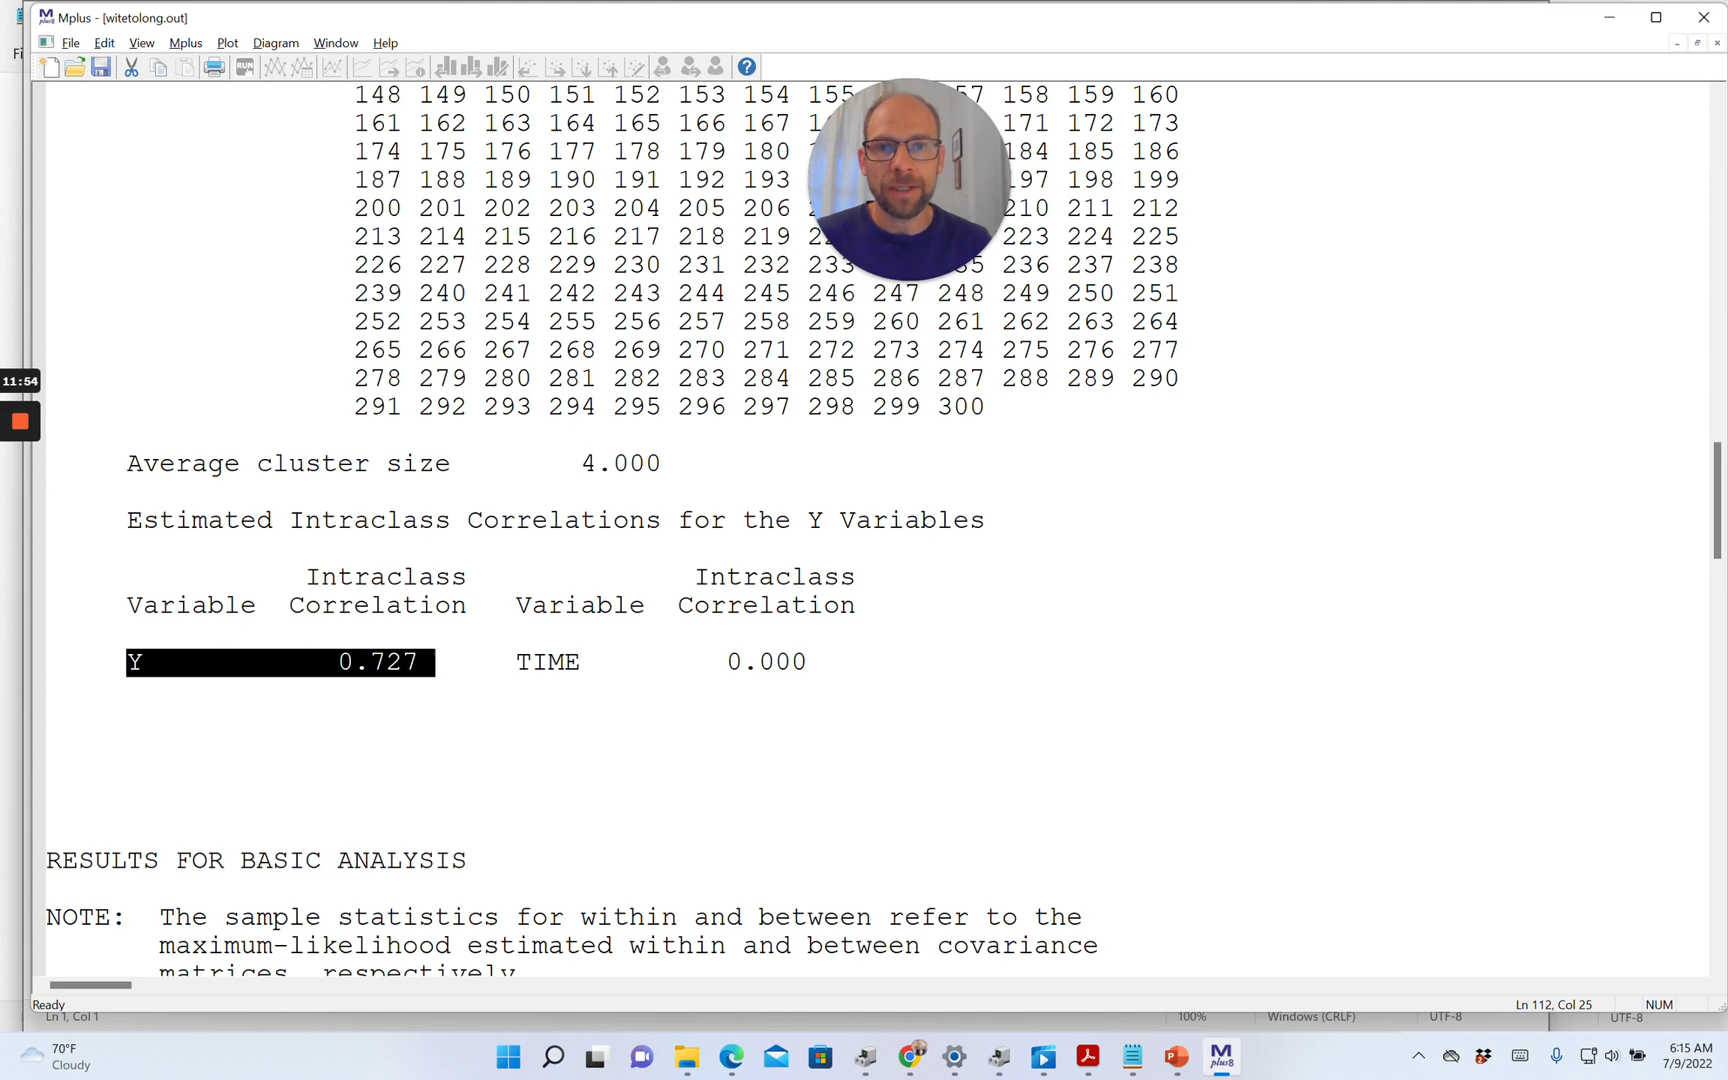 Mplus - [witetolong.out]
File Edit View Mplus Plot Diagram Window Help
148 149 150 151 152 153 154 155 57 158 159 160
161 162 163 164 165 166 167 171 172 173
174 175 176 177 178 179 180 184 185 186
187 188 189 190 191 192 193 197 198 199
200 201 202 203 204 205 206 210 211 212
213 214 215 216 217 218 219 223 224 225
226 227 228 229 230 231 232 233 236 237 238
239 240 241 242 243 244 245 246 247 248 249 250 251
252 253 254 255 256 257 258 259 260 261 262 263 264
265 266 267 268 269 270 271 272 273 274 275 276 277
278 279 280 281 282 283 284 285 286 287 288 289 290
291 292 293 294 295 296 297 298 299 300
11:54
Average cluster size 4.000
Estimated Intraclass Correlations for the Y Variables
Intraclass Intraclass
Variable Correlation Variable Correlation
Y 0.727 TIME 0.000
RESULTS FOR BASIC ANALYSIS
NOTE: The sample statistics for within and between refer to the
maximum-likelihood estimated within and between covariance
matrices, respectively
Ready Ln 112, Col 25 NUM
Ln 1, Col 1 100% Windows (CRLF) UTF-8 UTF-8
70°F
Cloudy
6:15 AM
7/9/2022